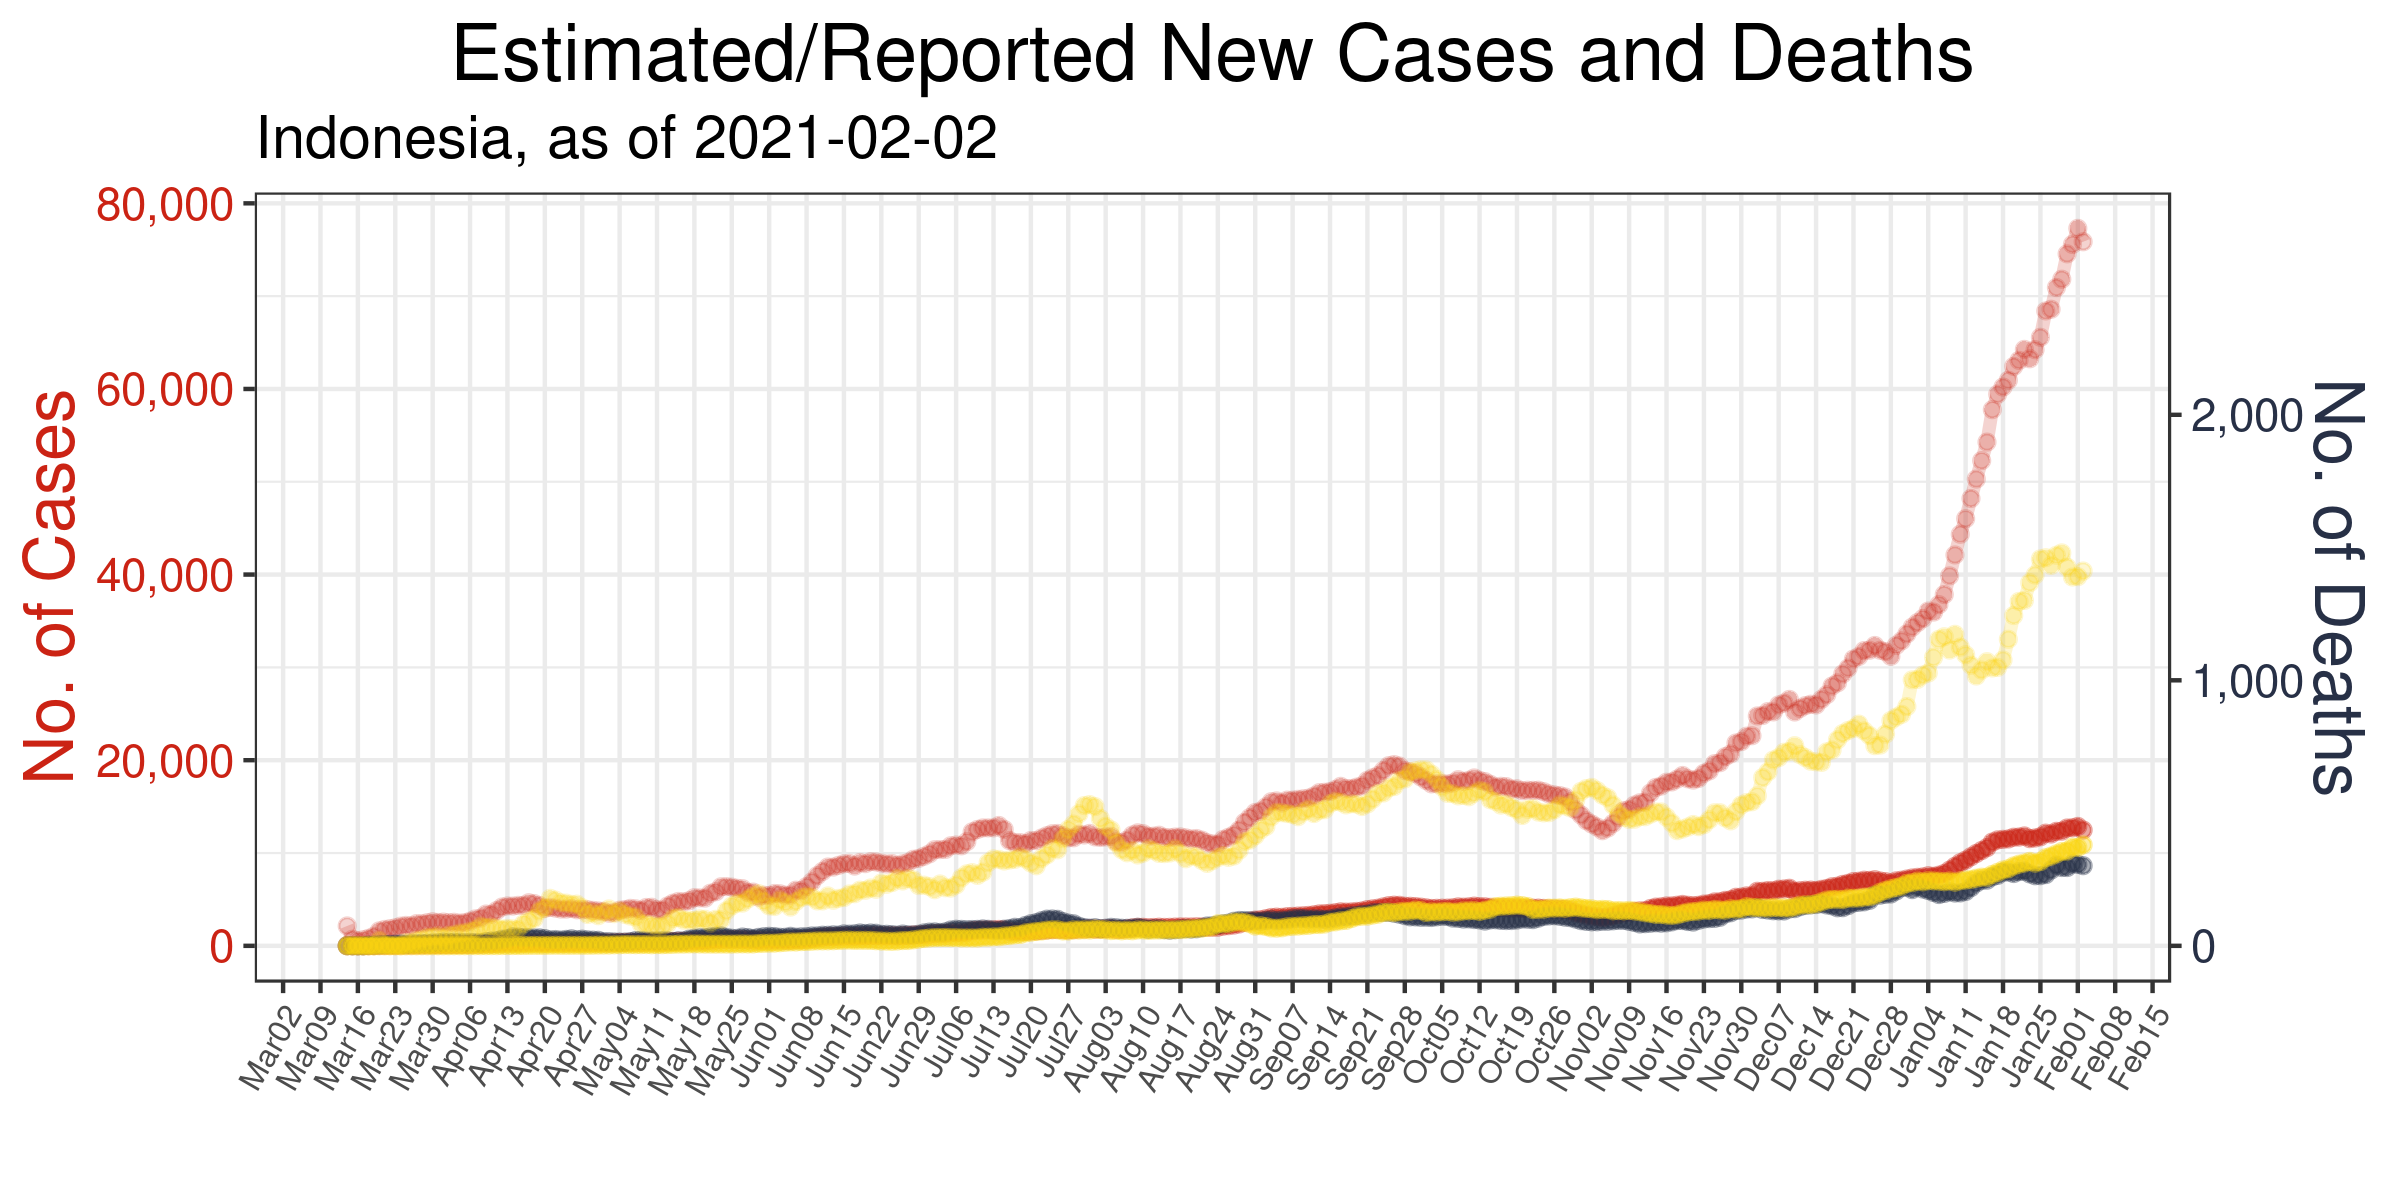 Estimated/Reported New Cases and Deaths
Indonesia, as of 2021-02-02
No. of Cases
80,000
60,000
40,000
20,000
0
No. of Deaths
2,000
1,000
0
Mar02 Mar09 Mar16 Mar23 Mar30 Apr06 Apr13 Apr20 Apr27 May04 May11 May18 May25 Jun01 Jun08 Jun15 Jun22 Jun29 Jul06 Jul13 Jul20 Jul27 Aug03 Aug10 Aug17 Aug24 Aug31 Sep07 Sep14 Sep21 Sep28 Oct05 Oct12 Oct19 Oct26 Nov02 Nov09 Nov16 Nov23 Nov30 Dec07 Dec14 Dec21 Dec28 Jan04 Jan11 Jan18 Jan25 Feb01 Feb08 Feb15